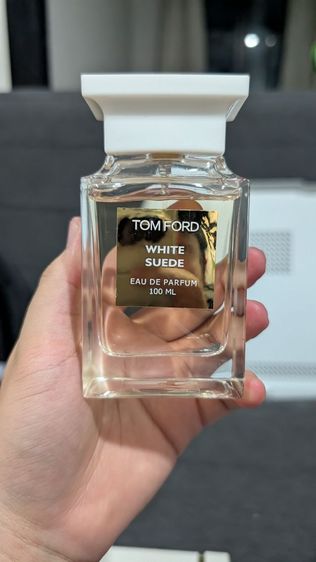 TOM FORD
WHITE
SUEDE
EAU DE PARFUM
100 ML